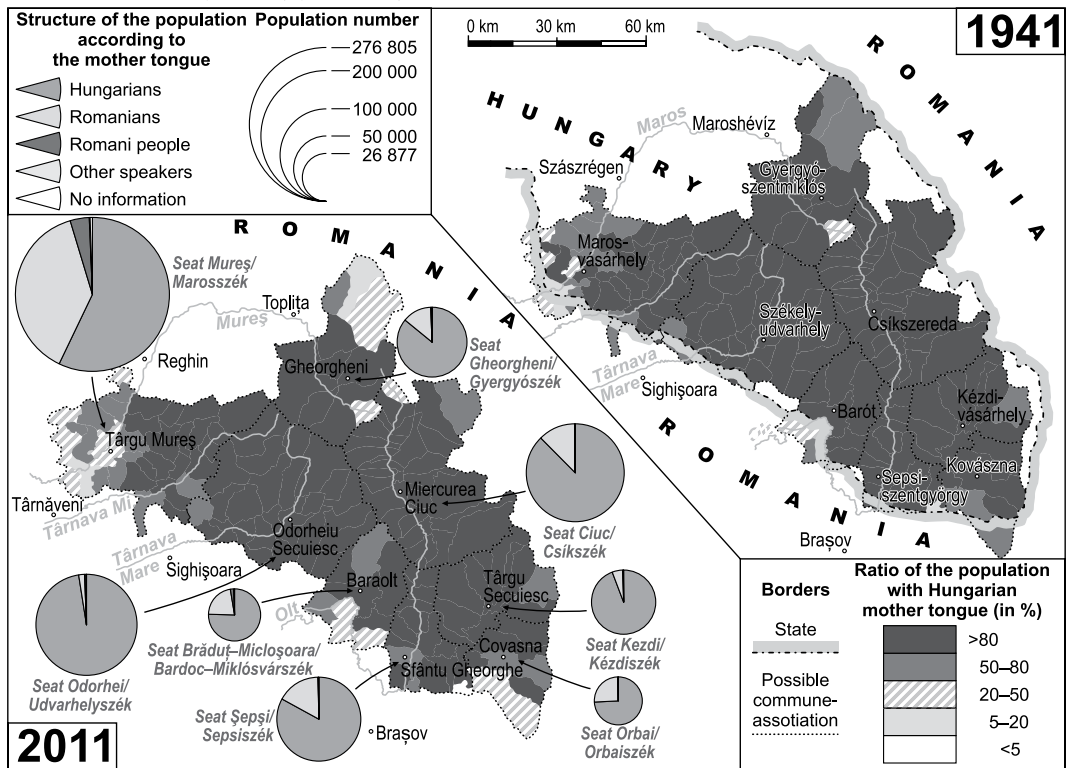 Structure of the population
according to
the mother tongue
Hungarians
Romanians
Romani people
Other speakers
No information
Population number
276 805
200 000
100 000
50 000
26 877
0 km
30 km
60 km
1941
ROMANIA
HUNGARY
Maros
Maroshévíz
Szászrégen
Gyergyó-
szentmiklós
Maros-
vásárhely
Székely-
udvarhely
Csíkszereda
Târnava
Mare
Sighişoara
Barót
Kézdi-
vásárhely
Kovászna
Sepsi-
szentgyörgy
ROMANIA
Braşov
ROMANIA
Seat Mureş/
Marosszék
Topliţa
Mureş
Reghin
Gheorgheni
Seat
Gheorgheni/
Gyergyószék
Târgu Mureş
Târnăveni
Târnava Mi
Miercurea
Ciuc
Seat Ciuc/
Csíkszék
Odorheiu
Secuiesc
Târnava
Mare
Sighişoara
Baraolt
Olt
Târgu
Secuiesc
Seat Kezdi/
Kézdiszék
Covasna
Sfântu Gheorghe
Seat Odorhei/
Udvarhelyszék
Seat Brăduţ–Micloşoara/
Bardoc–Miklósvárszék
Seat Şepşi/
Sepsiszék
Braşov
Seat Orbai/
Orbaiszék
2011
Borders
State
Possible
commune-
assotiation
Ratio of the population
with Hungarian
mother tongue (in %)
>80
50–80
20–50
5–20
<5